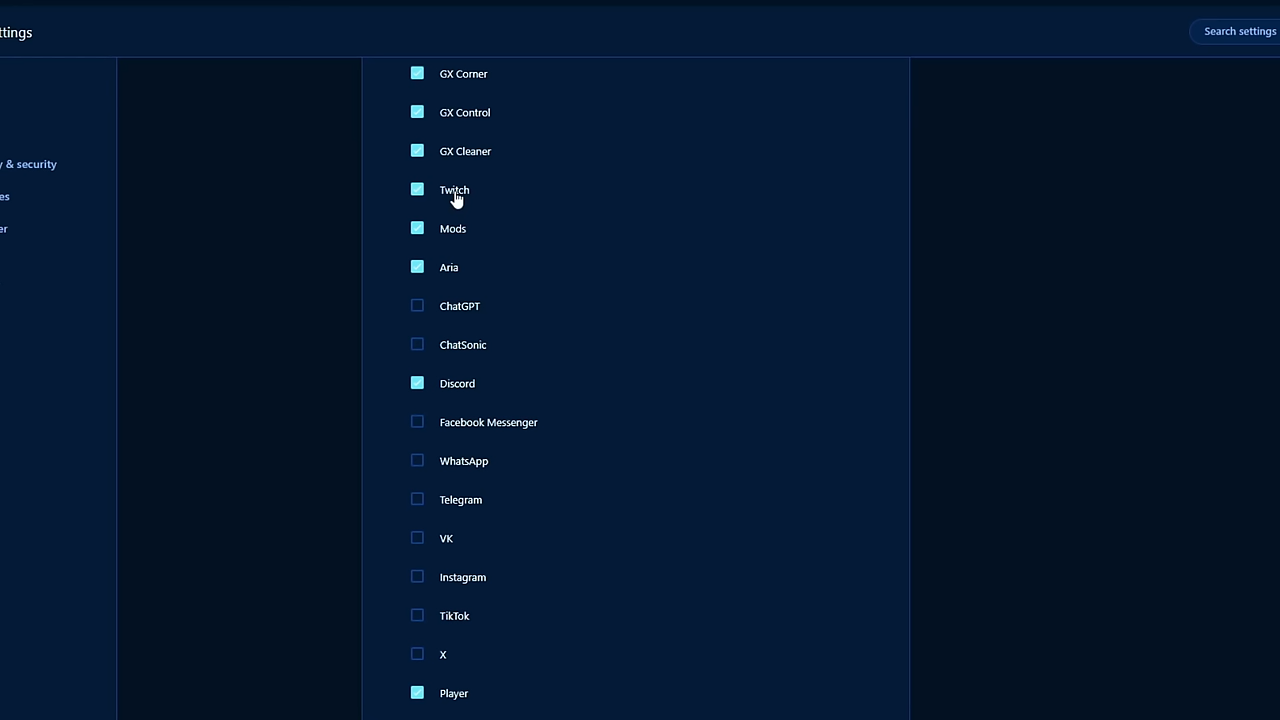 ttings
Search settings
y & security
es
er
GX Corner
GX Control
GX Cleaner
Twitch
Mods
Aria
ChatGPT
ChatSonic
Discord
Facebook Messenger
WhatsApp
Telegram
VK
Instagram
TikTok
X
Player